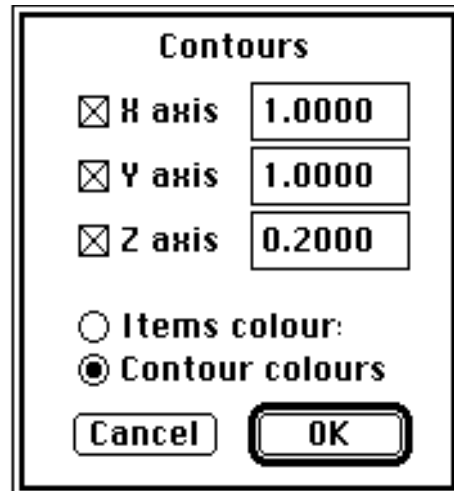 Contours
X axis 1.0000
Y axis 1.0000
Z axis 0.2000
Items colour
Contour colours
Cancel OK